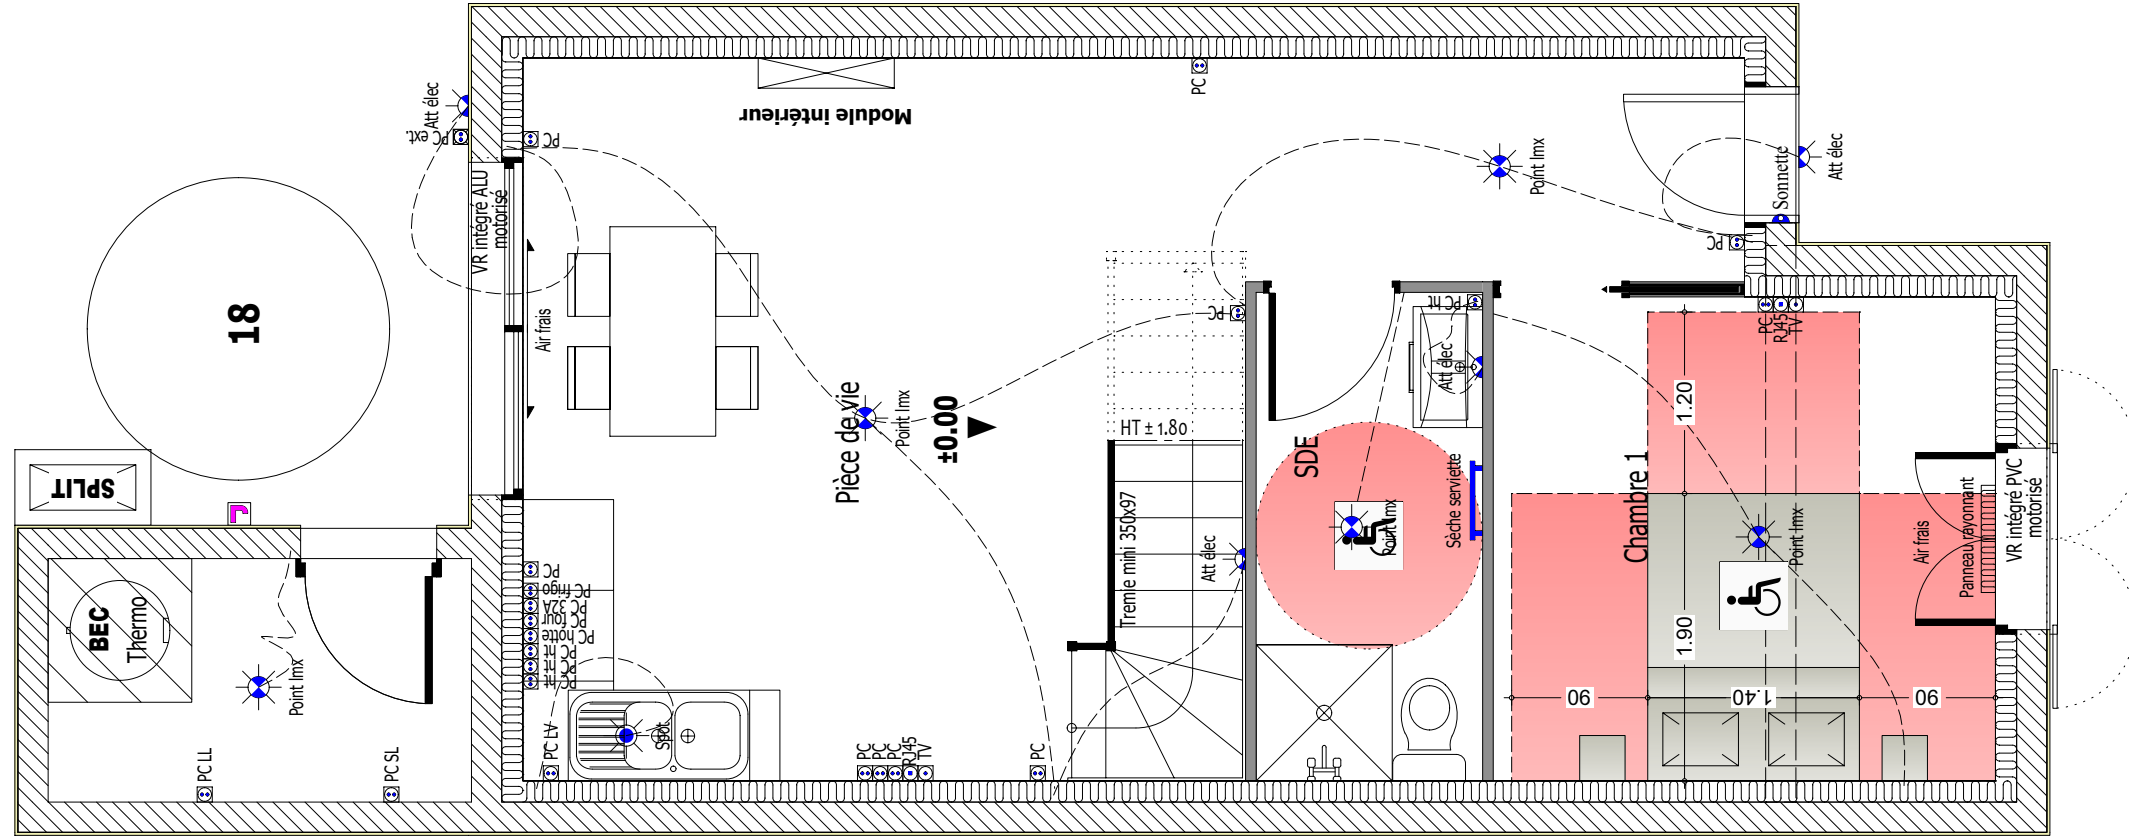 Att élec
PC ext.
PC
VR intégré ALU
motorisé
Air frais
Module intérieur
PC
Point lmx
Sonnette
Att élec
PC
18
SPLIT
BEC
Thermo
Point lmx
PC LL
PC SL
Pièce de vie
Point lmx
±0.00
HT ± 1.80
Tremie mini 350x97
Att élec
PC
PC
PC frigo
PC 32A
PC four
PC hotte
PC ht
PC ht
PC ht
PC LV
Spot
PC
PC
PC
RJ45
TV
PC
SDE
PC ht
Att élec
Point lmx
Sèche serviette
Chambre 1
PC
RJ45
TV
1.20
1.90
90
1.40
90
Point lmx
Air frais
Panneau rayonnant
VR intégré PVC
motorisé